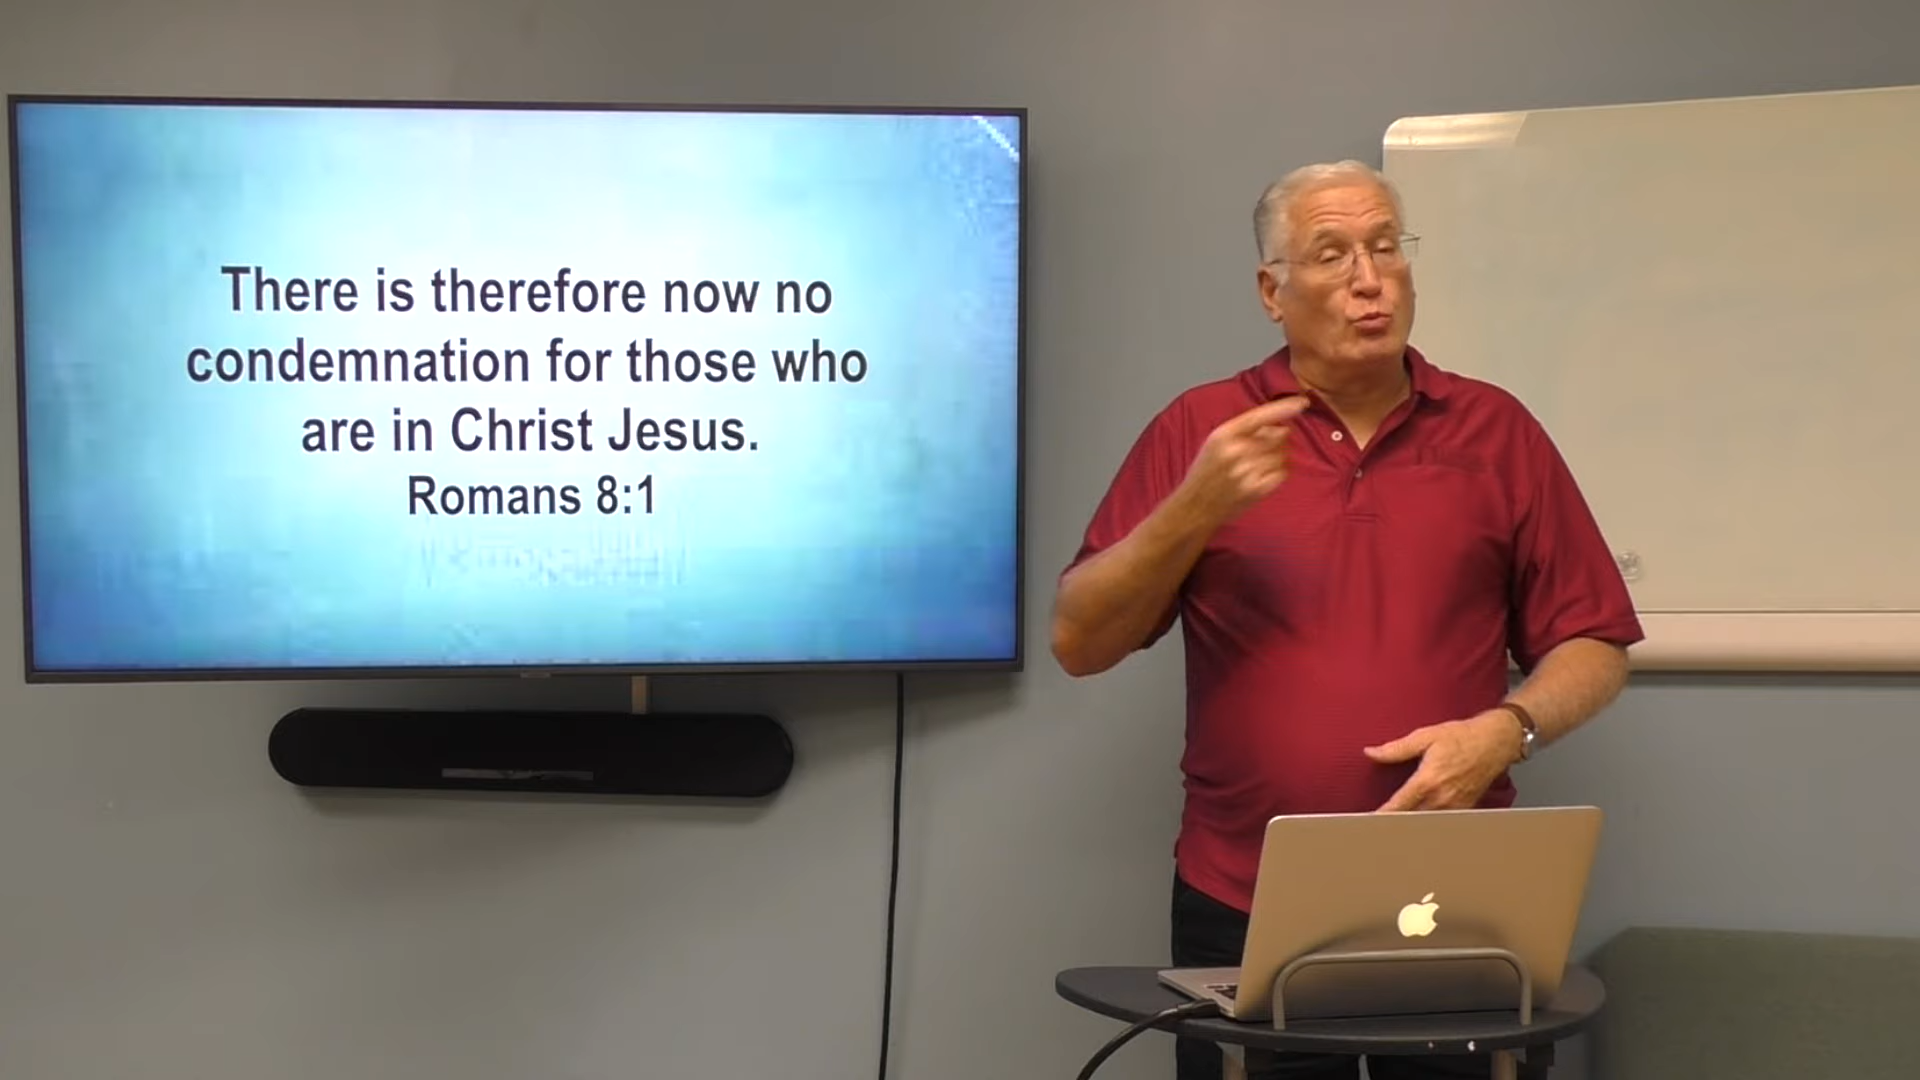 There is therefore now no
condemnation for those who
are in Christ Jesus.
Romans 8:1